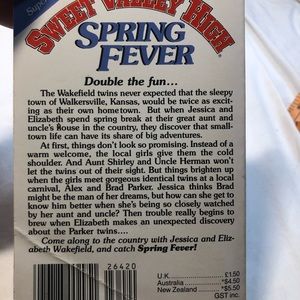 Super
SWEET VALLEY HIGH
SPRING
FEVER
Double the fun...
The Wakefield twins never expected that the sleepy
town of Walkersville, Kansas, would be twice as excit-
ing as their own hometown. But when Jessica and
Elizabeth spend spring break at their great aunt and
uncle's house in the country, they discover that small-
town life can have its share of big adventures.
At first, things don't look so promising. Instead of a
warm welcome, the local girls give them the cold
shoulder. And Aunt Shirley and Uncle Herman won't
let the twins out of their sight. But things brighten up
when the girls meet gorgeous identical twins at a local
carnival, Alex and Brad Parker. Jessica thinks Brad
might be the man of her dreams, but how can she get to
know him better when she's being so closely watched
by her aunt and uncle? Then trouble really begins to
brew when Elizabeth makes an unexpected discovery
about the Parker twins....
Come along to the country with Jessica and Eliz-
abeth Wakefield, and catch Spring Fever!
26420
U.K. £1.50
Australia *$4.50
New Zealand *$5.50
GST inc.